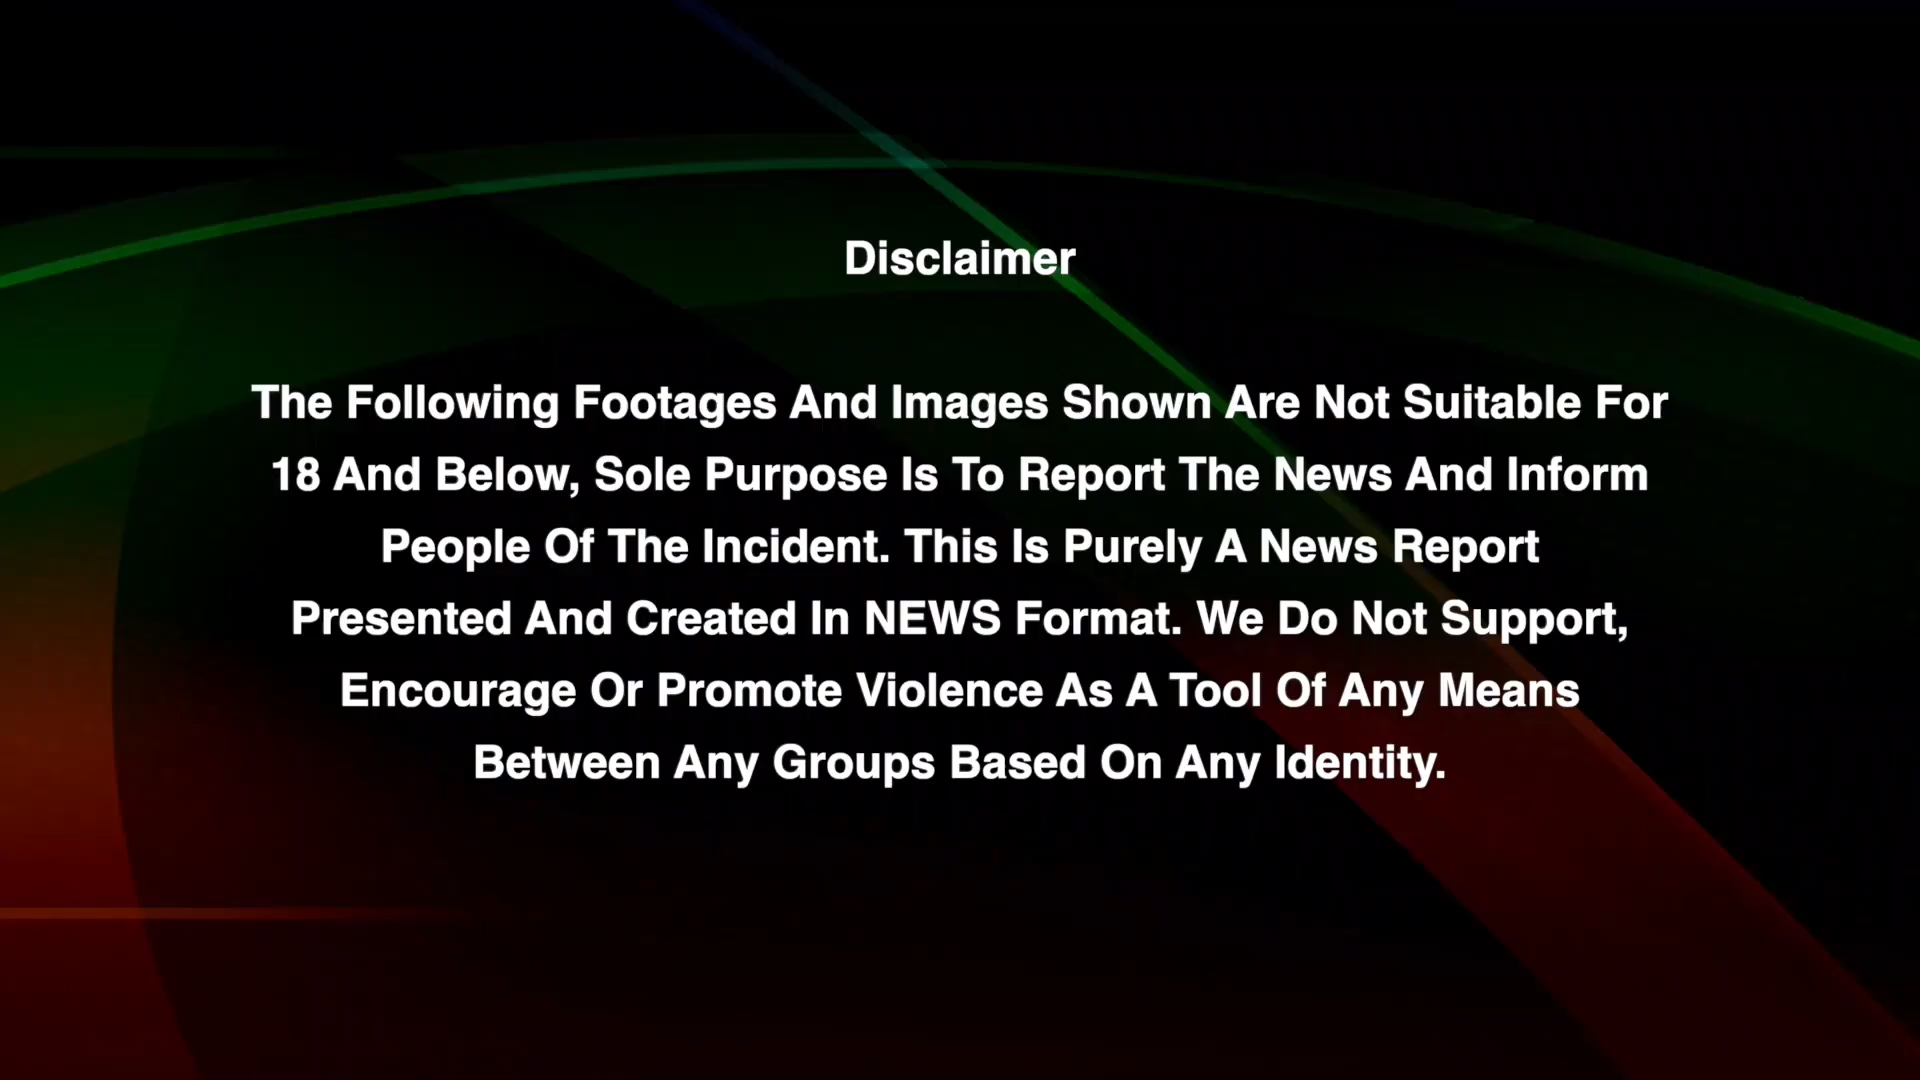 Disclaimer
The Following Footages And Images Shown Are Not Suitable For
18 And Below, Sole Purpose Is To Report The News And Inform
People Of The Incident. This Is Purely A News Report
Presented And Created In NEWS Format. We Do Not Support,
Encourage Or Promote Violence As A Tool Of Any Means
Between Any Groups Based On Any Identity.